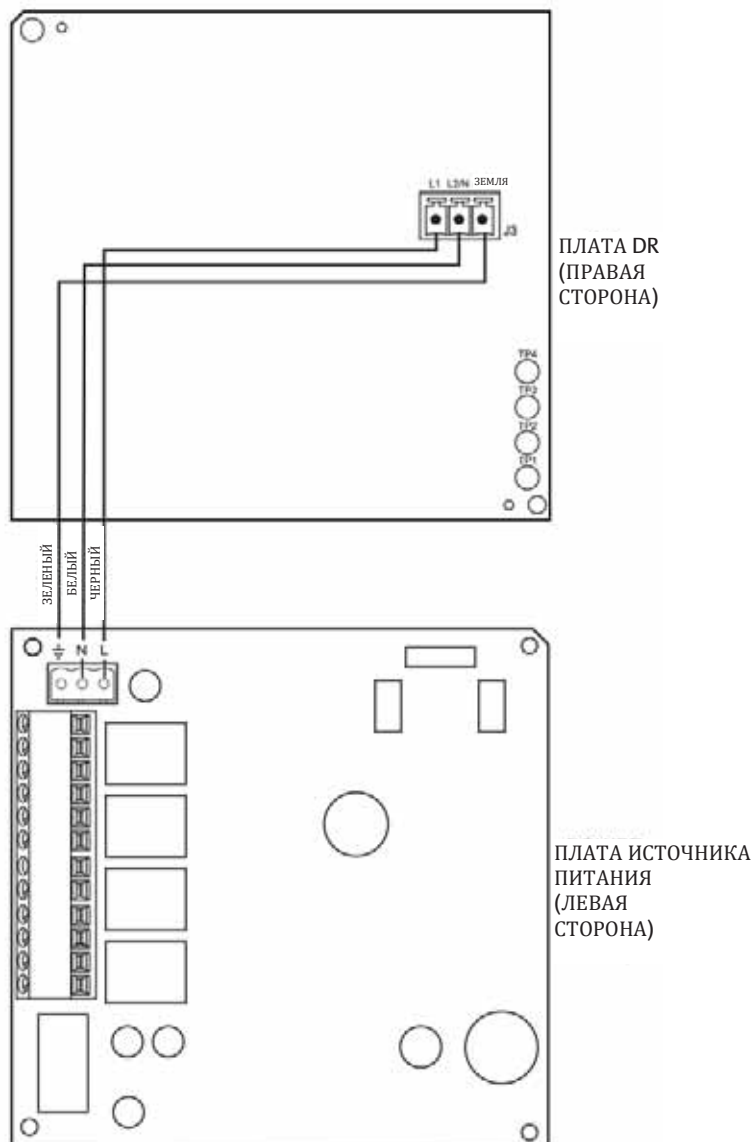 L1 L2/N ЗЕМЛЯ
J3
ПЛАТА DR
(ПРАВАЯ
СТОРОНА)
TP4
TP3
TP2
TP1
ЗЕЛЕНЫЙ
БЕЛЫЙ
ЧЕРНЫЙ
N L
ПЛАТА ИСТОЧНИКА
ПИТАНИЯ
(ЛЕВАЯ
СТОРОНА)